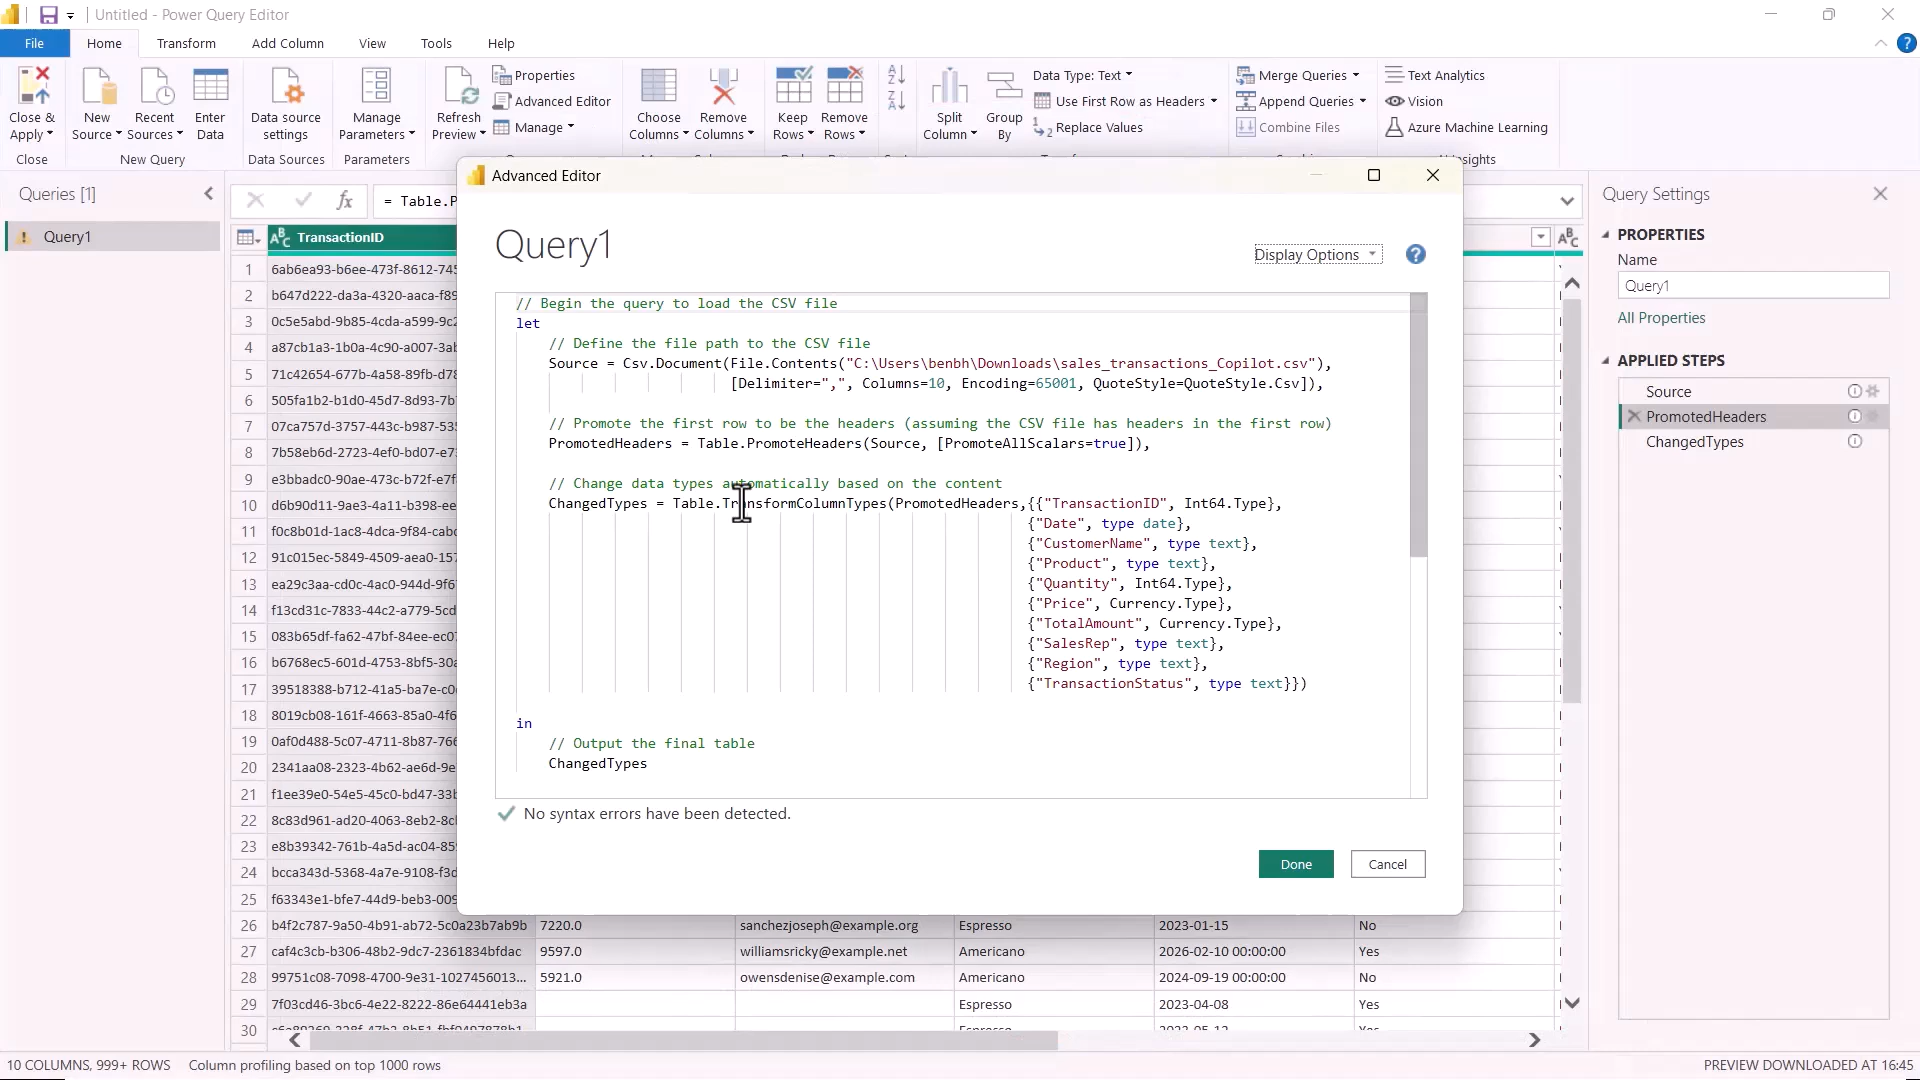 Untitled - Power Query Editor
File Home Transform Add Column View Tools Help
Close & Apply
New Source
Recent Sources
Enter Data
Data source settings
Manage Parameters
Refresh Preview
Properties
Advanced Editor
Manage
Choose Columns
Remove Columns
Keep Rows
Remove Rows
Split Column
Group By
Data Type: Text
Use First Row as Headers
Replace Values
Merge Queries
Append Queries
Combine Files
Text Analytics
Vision
Azure Machine Learning
Close New Query Data Sources Parameters
Queries [1]
Query1
= Table.P
TransactionID
1 6ab6ea93-b6ee-473f-8612-745
2 b647d222-da3a-4320-aaca-f89
3 0c5e5abd-9b85-4cda-a599-9c2
4 a87cb1a3-1b0a-4c90-a007-3ab
5 71c42654-677b-4a58-89fb-d78
6 505fa1b2-b1d0-45d7-8d93-7b
7 07ca757d-3757-443c-b987-535
8 7b58eb6d-2723-4ef0-bd07-e7
9 e3bbadc0-90ae-473c-b72f-e7f
10 d6b90d11-9ae3-4a11-b398-ee
11 f0c8b01d-1ac8-4dca-9f84-cabc
12 91c015ec-5849-4509-aea0-157
13 ea29c3aa-cd0c-4ac0-944d-9f6
14 f13cd31c-7833-44c2-a779-5cd
15 083b65df-fa62-47bf-84ee-ec07
16 b6768ec5-601d-4753-8bf5-30a
17 39518388-b712-41a5-ba7e-c0
18 8019cb08-161f-4663-85a0-4f6
19 0af0d488-5c07-4711-8b87-766
20 2341aa08-2323-4b62-ae6d-9e
21 f1ee39e0-54e5-45c0-bd47-33b
22 8c83d961-ad20-4063-8eb2-8c
23 e8b39342-761b-4a5d-ac04-859
24 bcca343d-5368-4a7e-9108-f3d
25 f63343e1-bfe7-44d9-beb3-009
26 b4f2c787-9a50-4b91-ab72-5c0a23b7ab9b 7220.0 sanchezjoseph@example.org Espresso 2023-01-15 No
27 caf4c3cb-b306-48b2-9dc7-2361834bfdac 9597.0 williamsricky@example.net Americano 2026-02-10 00:00:00 Yes
28 99751c08-7098-4700-9e31-1027456013... 5921.0 owensdenise@example.com Americano 2024-09-19 00:00:00 No
29 7f03cd46-3bc6-4e22-8222-86e64441eb3a Espresso 2023-04-08 Yes
30
Advanced Editor
Query1
Display Options
// Begin the query to load the CSV file
let
// Define the file path to the CSV file
Source = Csv.Document(File.Contents("C:\Users\benbh\Downloads\sales_transactions_Copilot.csv"),
[Delimiter=",", Columns=10, Encoding=65001, QuoteStyle=QuoteStyle.Csv]),
// Promote the first row to be the headers (assuming the CSV file has headers in the first row)
PromotedHeaders = Table.PromoteHeaders(Source, [PromoteAllScalars=true]),
// Change data types automatically based on the content
ChangedTypes = Table.TransformColumnTypes(PromotedHeaders,{{"TransactionID", Int64.Type},
{"Date", type date},
{"CustomerName", type text},
{"Product", type text},
{"Quantity", Int64.Type},
{"Price", Currency.Type},
{"TotalAmount", Currency.Type},
{"SalesRep", type text},
{"Region", type text},
{"TransactionStatus", type text}})
in
// Output the final table
ChangedTypes
No syntax errors have been detected.
Done Cancel
Query Settings
PROPERTIES
Name
Query1
All Properties
APPLIED STEPS
Source
PromotedHeaders
ChangedTypes
10 COLUMNS, 999+ ROWS Column profiling based on top 1000 rows
PREVIEW DOWNLOADED AT 16:45